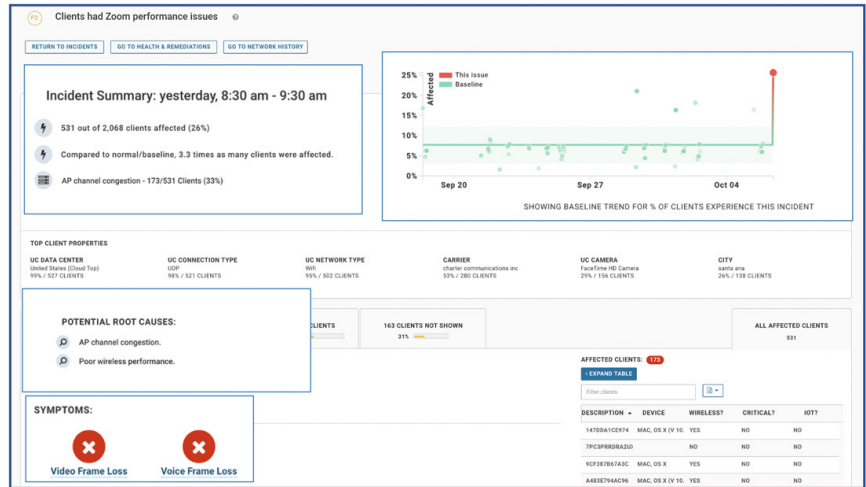 P2 Clients had Zoom performance issues
RETURN TO INCIDENTS GO TO HEALTH & REMEDIATIONS GO TO NETWORK HISTORY
Incident Summary: yesterday, 8:30 am - 9:30 am
531 out of 2,068 clients affected (26%)
Compared to normal/baseline, 3.3 times as many clients were affected.
AP channel congestion - 173/531 Clients (33%)
25%
20%
15%
10%
5%
0%
Affected
This issue
Baseline
Sep 20 Sep 27 Oct 04
SHOWING BASELINE TREND FOR % OF CLIENTS EXPERIENCE THIS INCIDENT
TOP CLIENT PROPERTIES
UC DATA CENTER
United States (Cloud Top)
99% / 527 CLIENTS
UC CONNECTION TYPE
UDP
98% / 521 CLIENTS
UC NETWORK TYPE
Wifi
95% / 502 CLIENTS
CARRIER
charter communications inc
53% / 280 CLIENTS
UC CAMERA
FaceTime HD Camera
29% / 156 CLIENTS
CITY
santa ana
26% / 138 CLIENTS
POTENTIAL ROOT CAUSES:
AP channel congestion.
Poor wireless performance.
CLIENTS
163 CLIENTS NOT SHOWN
31%
ALL AFFECTED CLIENTS
531
SYMPTOMS:
Video Frame Loss Voice Frame Loss
AFFECTED CLIENTS: 173
‹ EXPAND TABLE
Filter clients
DESCRIPTION DEVICE WIRELESS? CRITICAL? IOT?
147DDA1CE974 MAC, OS X (V 10. YES NO NO
7PC3PRRDRA2U) NO NO NO
9CF387B67A3C MAC, OS X YES NO NO
A483E794AC96 MAC, OS X (V 10. YES NO NO